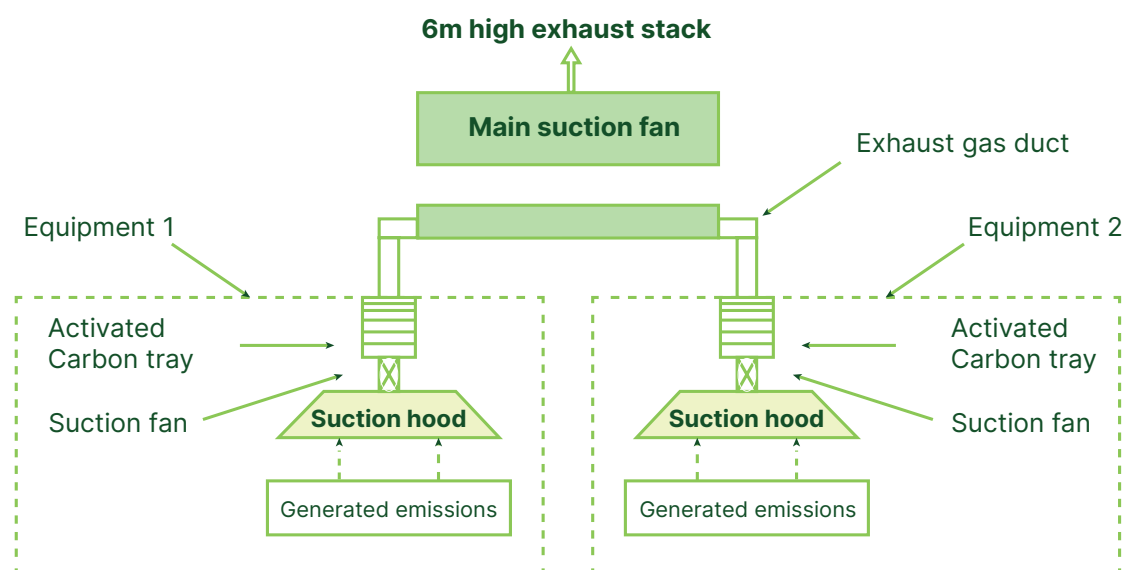 6m high exhaust stack
Main suction fan
Exhaust gas duct
Equipment 1
Equipment 2
Activated
Carbon tray
Suction fan
Suction hood
Generated emissions
Activated
Carbon tray
Suction fan
Suction hood
Generated emissions